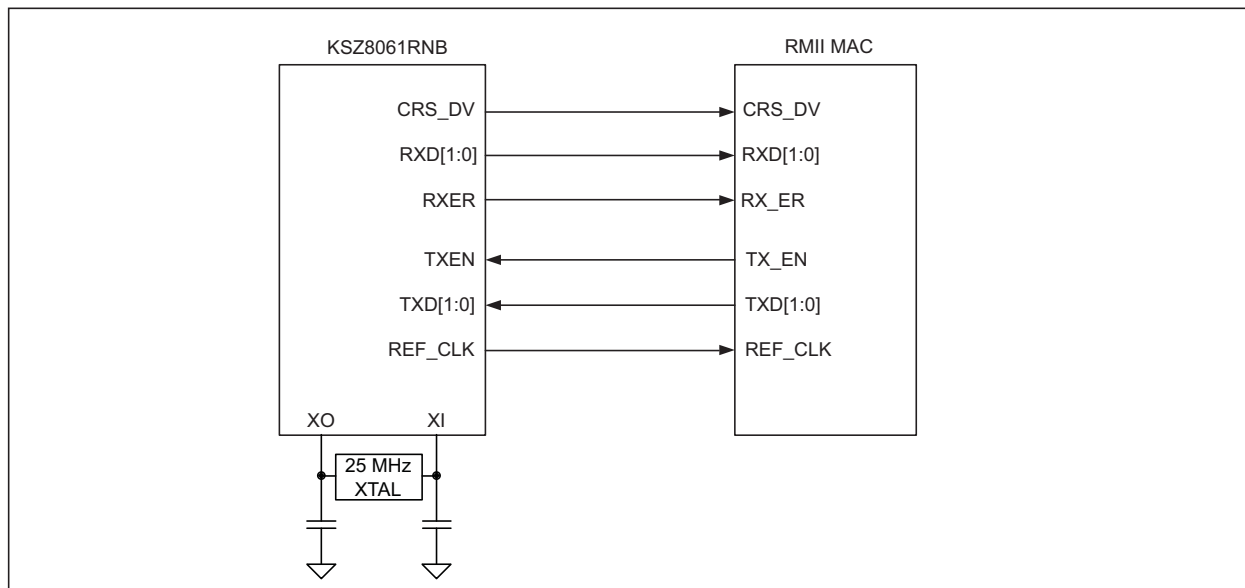 KSZ8061RNB
RMII MAC
CRS_DV
CRS_DV
RXD[1:0]
RXD[1:0]
RXER
RX_ER
TXEN
TX_EN
TXD[1:0]
TXD[1:0]
REF_CLK
REF_CLK
XO
XI
25 MHz
XTAL